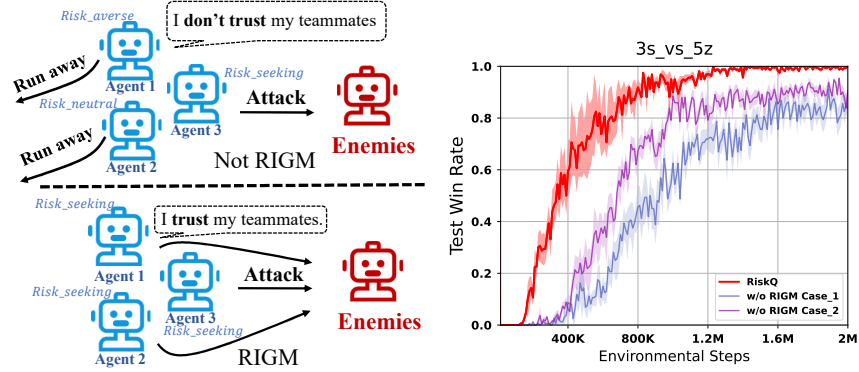 Risk_averse
I don't trust my teammates
Run away
Agent 1
Risk_seeking
Risk_neutral
Attack
Agent 3
Run away
Agent 2
Enemies
Not RIGM
Risk_seeking
I trust my teammates.
Agent 1
Attack
Risk_seeking
Agent 3
Risk_seeking
Enemies
Agent 2
RIGM
3s_vs_5z
Test Win Rate
1.0
0.8
0.6
0.4
0.2
0.0
RiskQ
w/o RIGM Case_1
w/o RIGM Case_2
400K 800K 1.2M 1.6M 2M
Environmental Steps